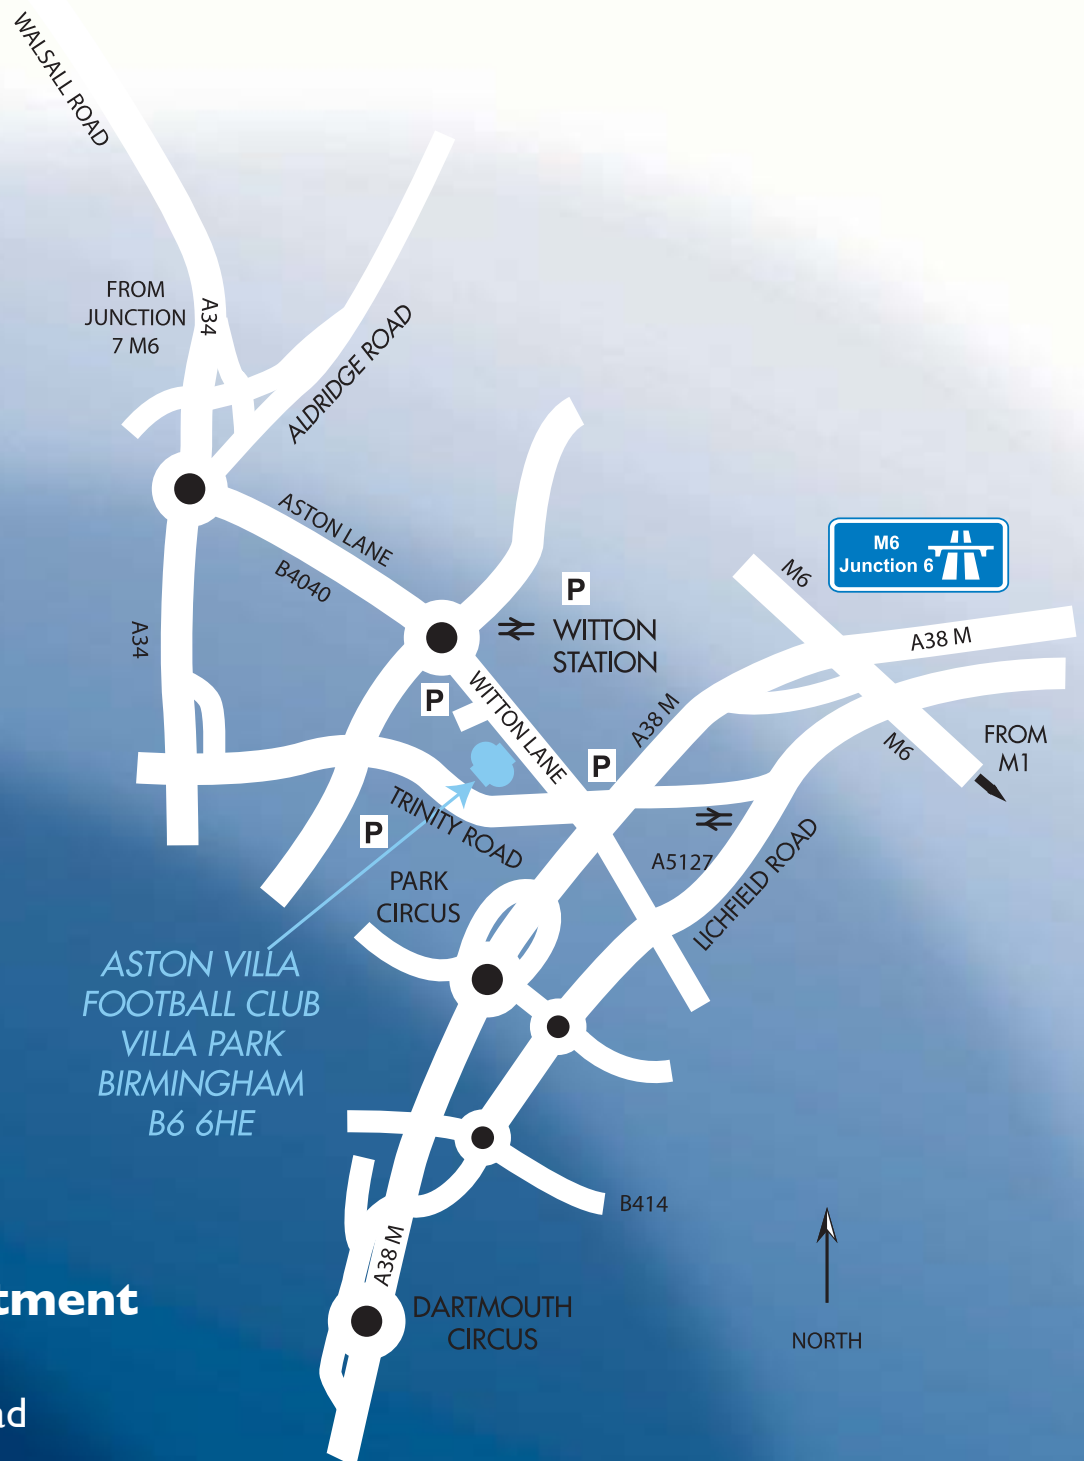 WALSALL ROAD
FROM
JUNCTION
7 M6
A34
ALDRIDGE ROAD
ASTON LANE
B4040
A34
M6
Junction 6
P
WITTON
STATION
M6
A38 M
P
WITTON LANE
A38 M
M6
FROM
M1
P
P
TRINITY ROAD
A5127
LICHFIELD ROAD
PARK
CIRCUS
ASTON VILLA
FOOTBALL CLUB
VILLA PARK
BIRMINGHAM
B6 6HE
B414
A38 M
tment
DARTMOUTH
CIRCUS
NORTH
ad